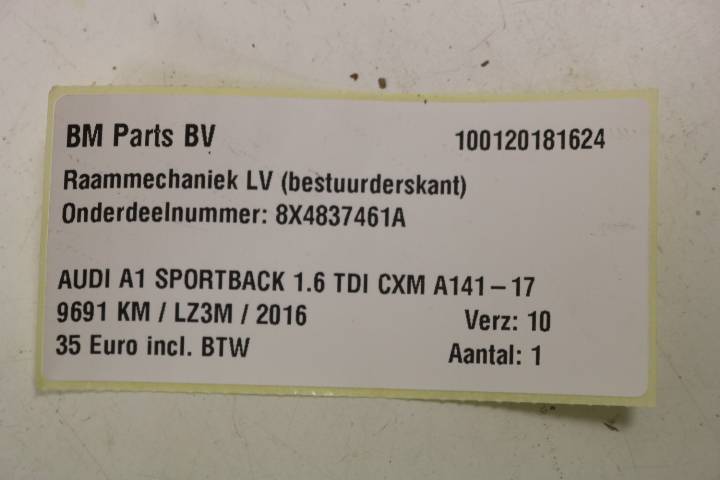 BM Parts BV 100120181624
Raammechaniek LV (bestuurderskant)
Onderdeelnummer: 8X4837461A
AUDI A1 SPORTBACK 1.6 TDI CXM A141-17
9691 KM / LZ3M / 2016 Verz: 10
35 Euro incl. BTW Aantal: 1